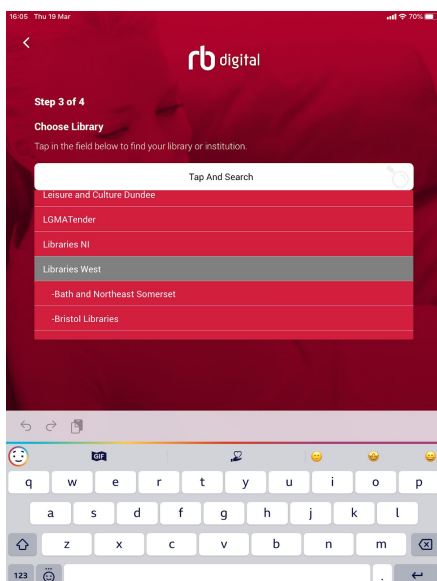 16:05 Thu 19 Mar 70%
rb digital
Step 3 of 4
Choose Library
Tap in the field below to find your library or institution.
Tap And Search
Leisure and Culture Dundee
LGMATender
Libraries NI
Libraries West
-Bath and Northeast Somerset
-Bristol Libraries
GIF
q w e r t y u i o p
a s d f g h j k l
z x c v b n m
123 .